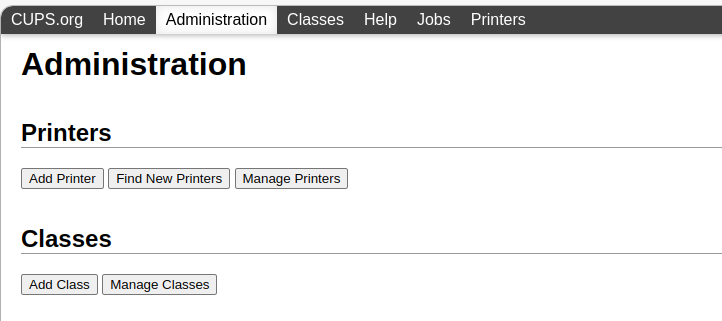 CUPS.org Home Administration Classes Help Jobs Printers
Administration
Printers
Add Printer Find New Printers Manage Printers
Classes
Add Class Manage Classes